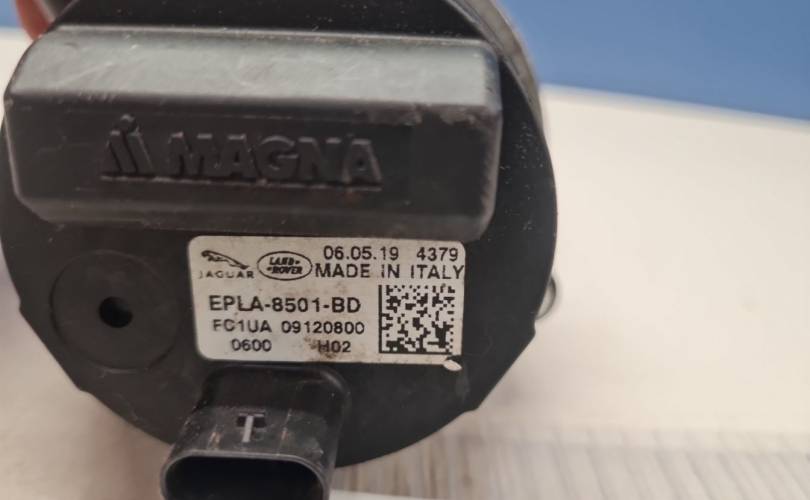 MAGNA
JAGUAR
LAND ROVER
06.05.19 4379
MADE IN ITALY
EPLA-8501-BD
FC1UA 09120800
0600 H02
T